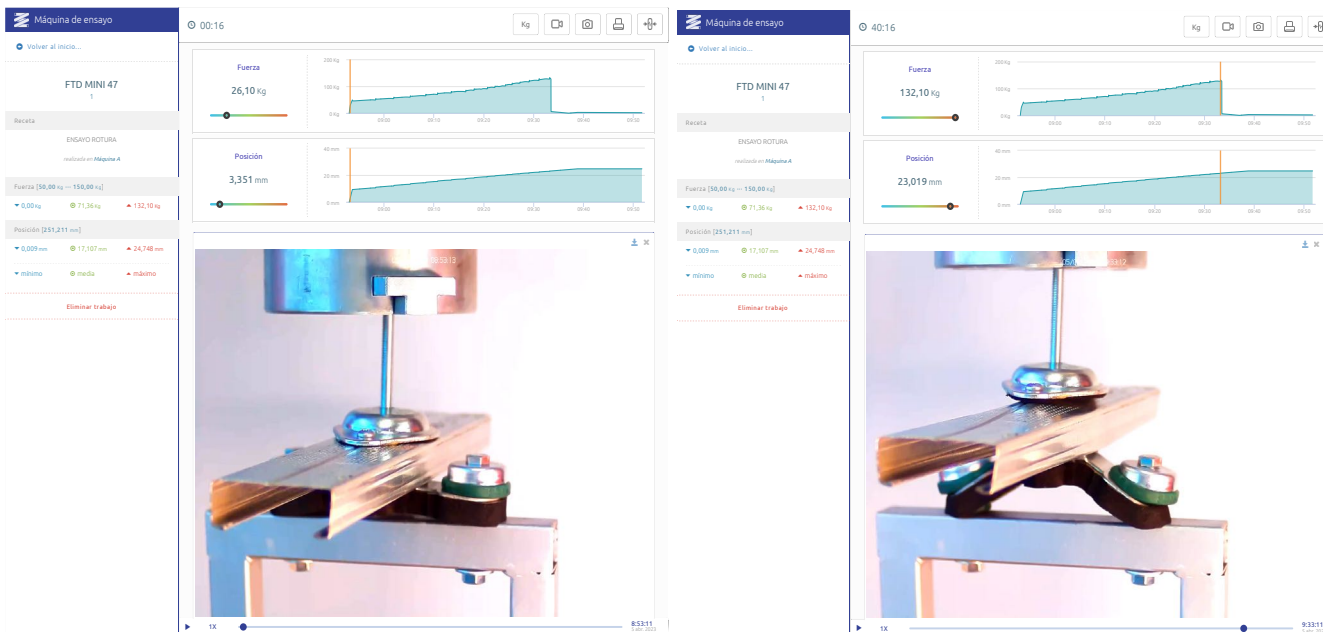 Máquina de ensayo
Volver al inicio...
FTD MINI 47
1
Receta
ENSAYO ROTURA
realizada en Máquina A
Fuerza [50,00 Kg — 150,00 Kg]
0,00 Kg 71,36 Kg 132,10 Kg
Posición [251,211 mm]
0,009 mm 17,107 mm 24,748 mm
mínimo media máximo
Eliminar trabajo
00:16
Kg
Fuerza
26,10 Kg
200 Kg
100 Kg
0 Kg
09:00 09:10 09:20 09:30 09:40 09:50
Posición
3,351 mm
40 mm
20 mm
0 mm
09:00 09:10 09:20 09:30 09:40 09:50
1X
8:53:11
5 abr. 2023
Máquina de ensayo
Volver al inicio...
FTD MINI 47
1
Receta
ENSAYO ROTURA
realizada en Máquina A
Fuerza [50,00 Kg — 150,00 Kg]
0,00 Kg 71,36 Kg 132,10 Kg
Posición [251,211 mm]
0,009 mm 17,107 mm 24,748 mm
mínimo media máximo
Eliminar trabajo
40:16
Kg
Fuerza
132,10 Kg
200 Kg
100 Kg
0 Kg
09:00 09:10 09:20 09:30 09:40 09:50
Posición
23,019 mm
40 mm
20 mm
0 mm
09:00 09:10 09:20 09:30 09:40 09:50
1X
9:33:11